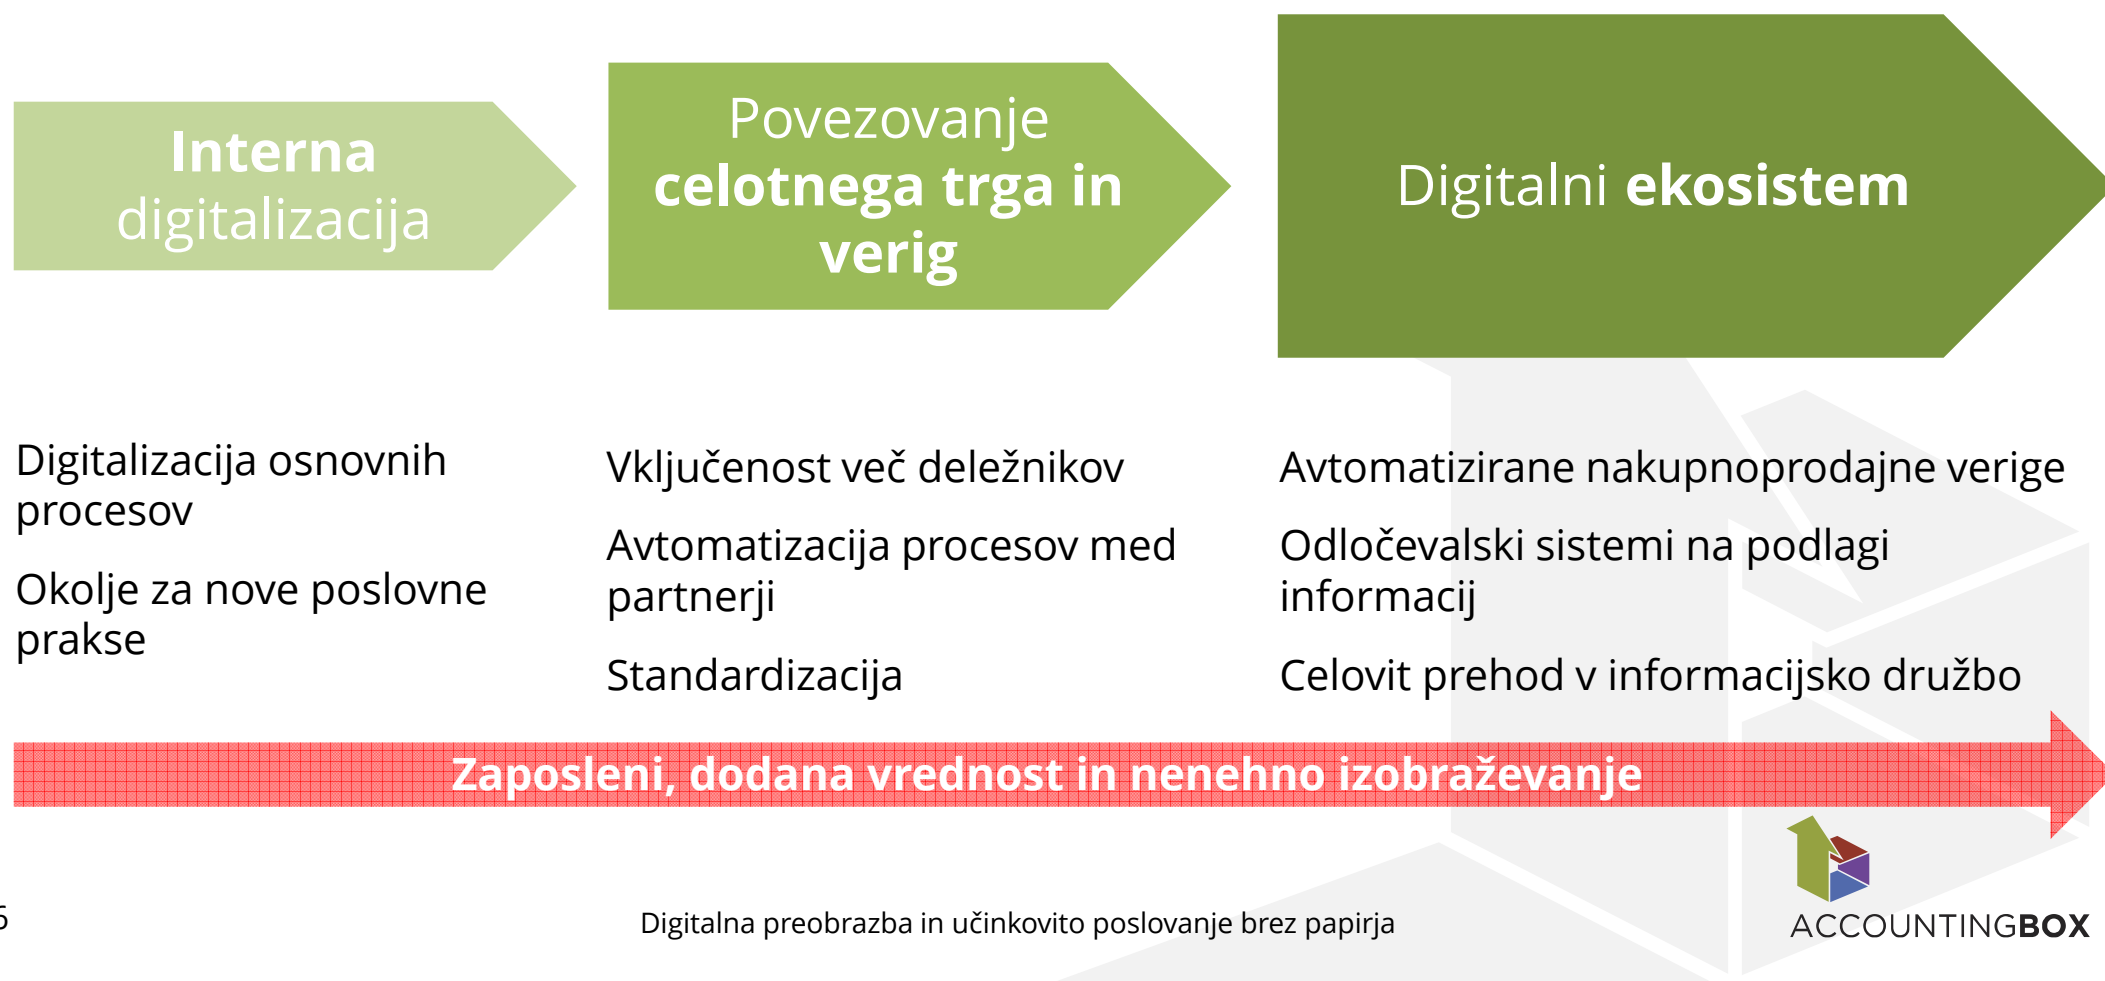 Interna
digitalizacija
Povezovanje
celotnega trga in
verig
Digitalni ekosistem
Digitalizacija osnovnih
procesov
Okolje za nove poslovne
prakse
Vključenost več deležnikov
Avtomatizacija procesov med
partnerji
Standardizacija
Avtomatizirane nakupnoprodajne verige
Odločevalski sistemi na podlagi
informacij
Celovit prehod v informacijsko družbo
Zaposleni, dodana vrednost in nenehno izobraževanje
Digitalna preobrazba in učinkovito poslovanje brez papirja
ACCOUNTINGBOX